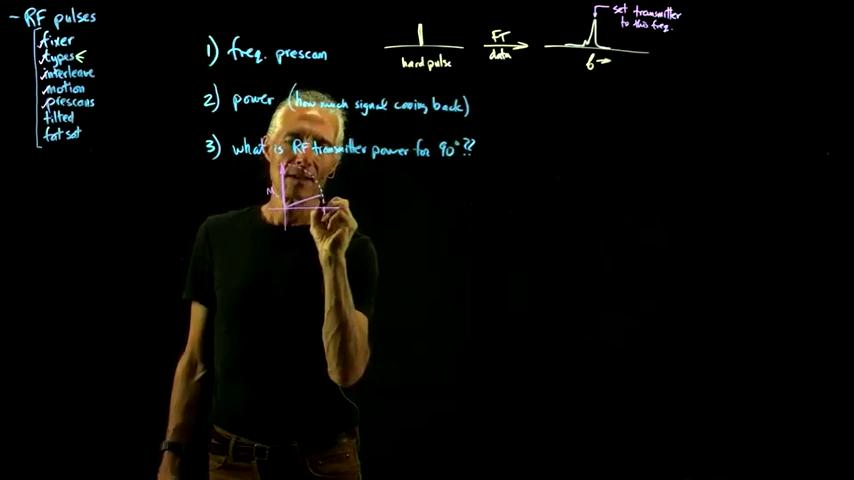 - RF pulses
fixer
types
interleave
motion
prescans
tilted
fat sat
1) freq. prescan
hard pulse
FT
data
set transmitter
to this freq.
f
2) power (how much signal coming back)
3) what is RF transmitter power for 90° ??
M